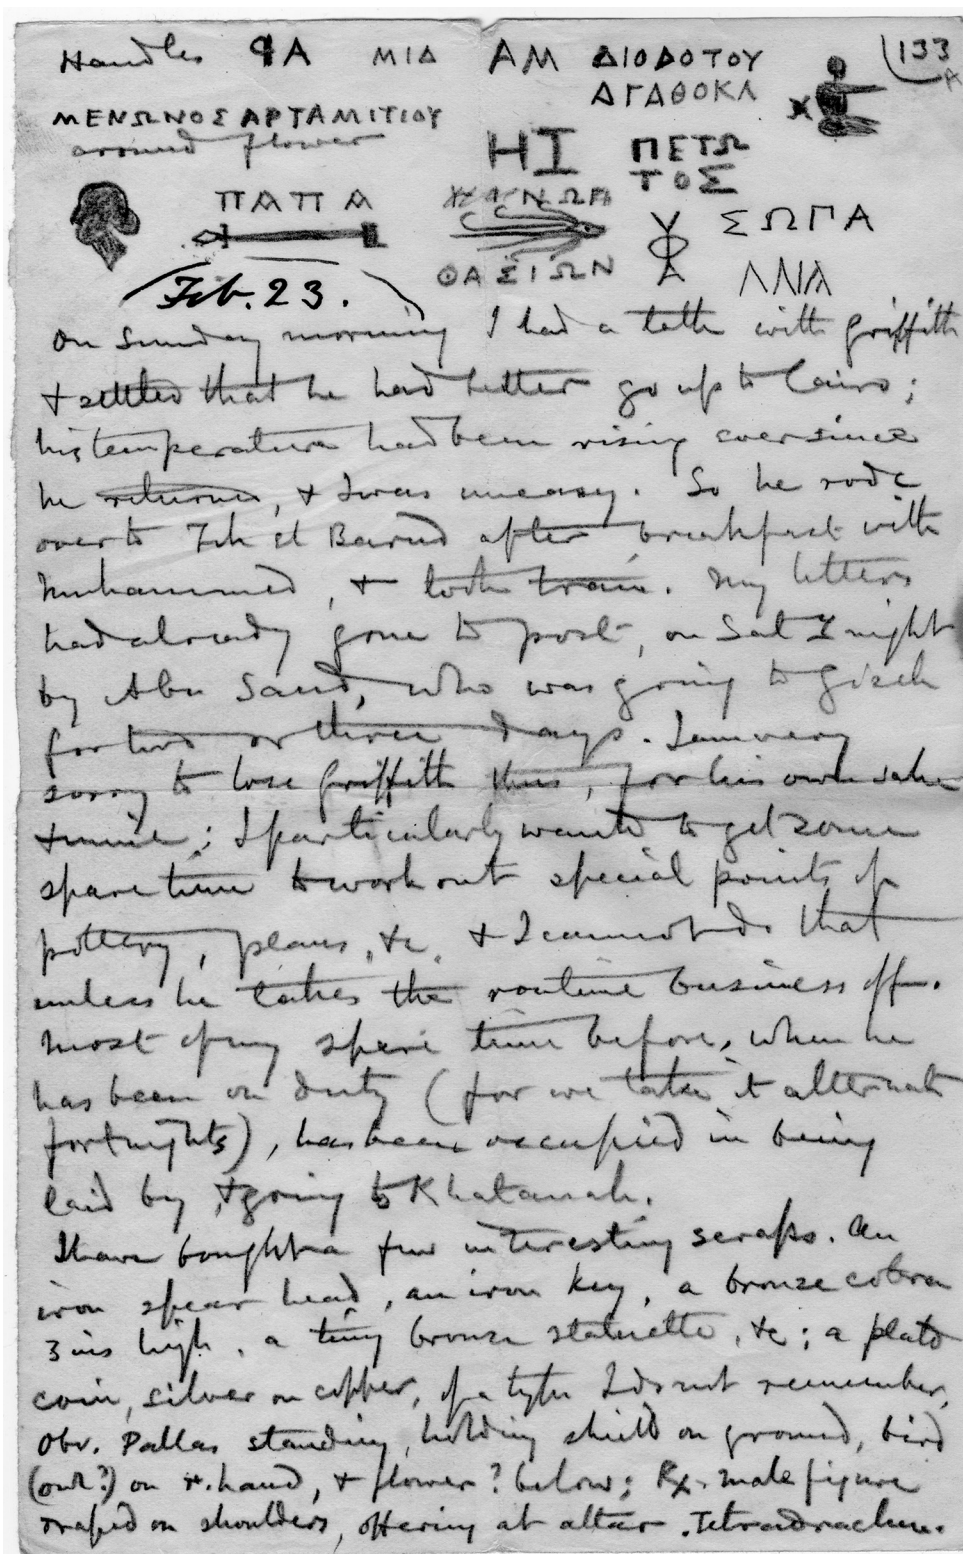 Handles ϘΑ ΜΙΔ ΑΜ ΔΙΟΔΟΤΟΥ 133
ΑΓΑΘΟΚΛ A
ΜΕΝΩΝΟΣ ΑΡΤΑΜΙΤΙΟΥ
around flower
ΗΙ ΠΕΤΩ
ΤΟΣ
ΠΑΠΑ ΝΩΑ ΣΩΓΑ
ΘΑΣΙΩΝ ΛΝΙΑ
(Feb. 23.)
On Sunday morning I had a talk with Griffith
& settled that he had better go up to Cairo;
his temperature had been rising ever since
he returned, & I was uneasy. So he rode
over to Teh el Barud after breakfast with
Muhammed, & took train. My letters
had already gone to post, on Sat Y night
by Abu Saud, who was going to Gizeh
for two or three days. I am very
sorry to lose Griffith thus, for his own sake
& mine; I particularly wanted to get some
spare time to work out special points of
pottery, plans, &c. & I cannot do that
unless he takes the routine business off.
Most of my spare time before, when he
has been on duty (for we take it alternate
fortnights), has been occupied in being
laid by, & going to Khatanah.
I have bought a few interesting scraps. An
iron spear head, an iron key, a bronze cobra
3 ins high, a tiny bronze statuette, &c; a plated
coin, silver on copper, of a type I do not remember,
Obv. Pallas standing, holding shield on ground, bird
(owl?) on r. hand, & flower? below; Rx. male figure
draped on shoulders, offering at altar. Tetradrachm.